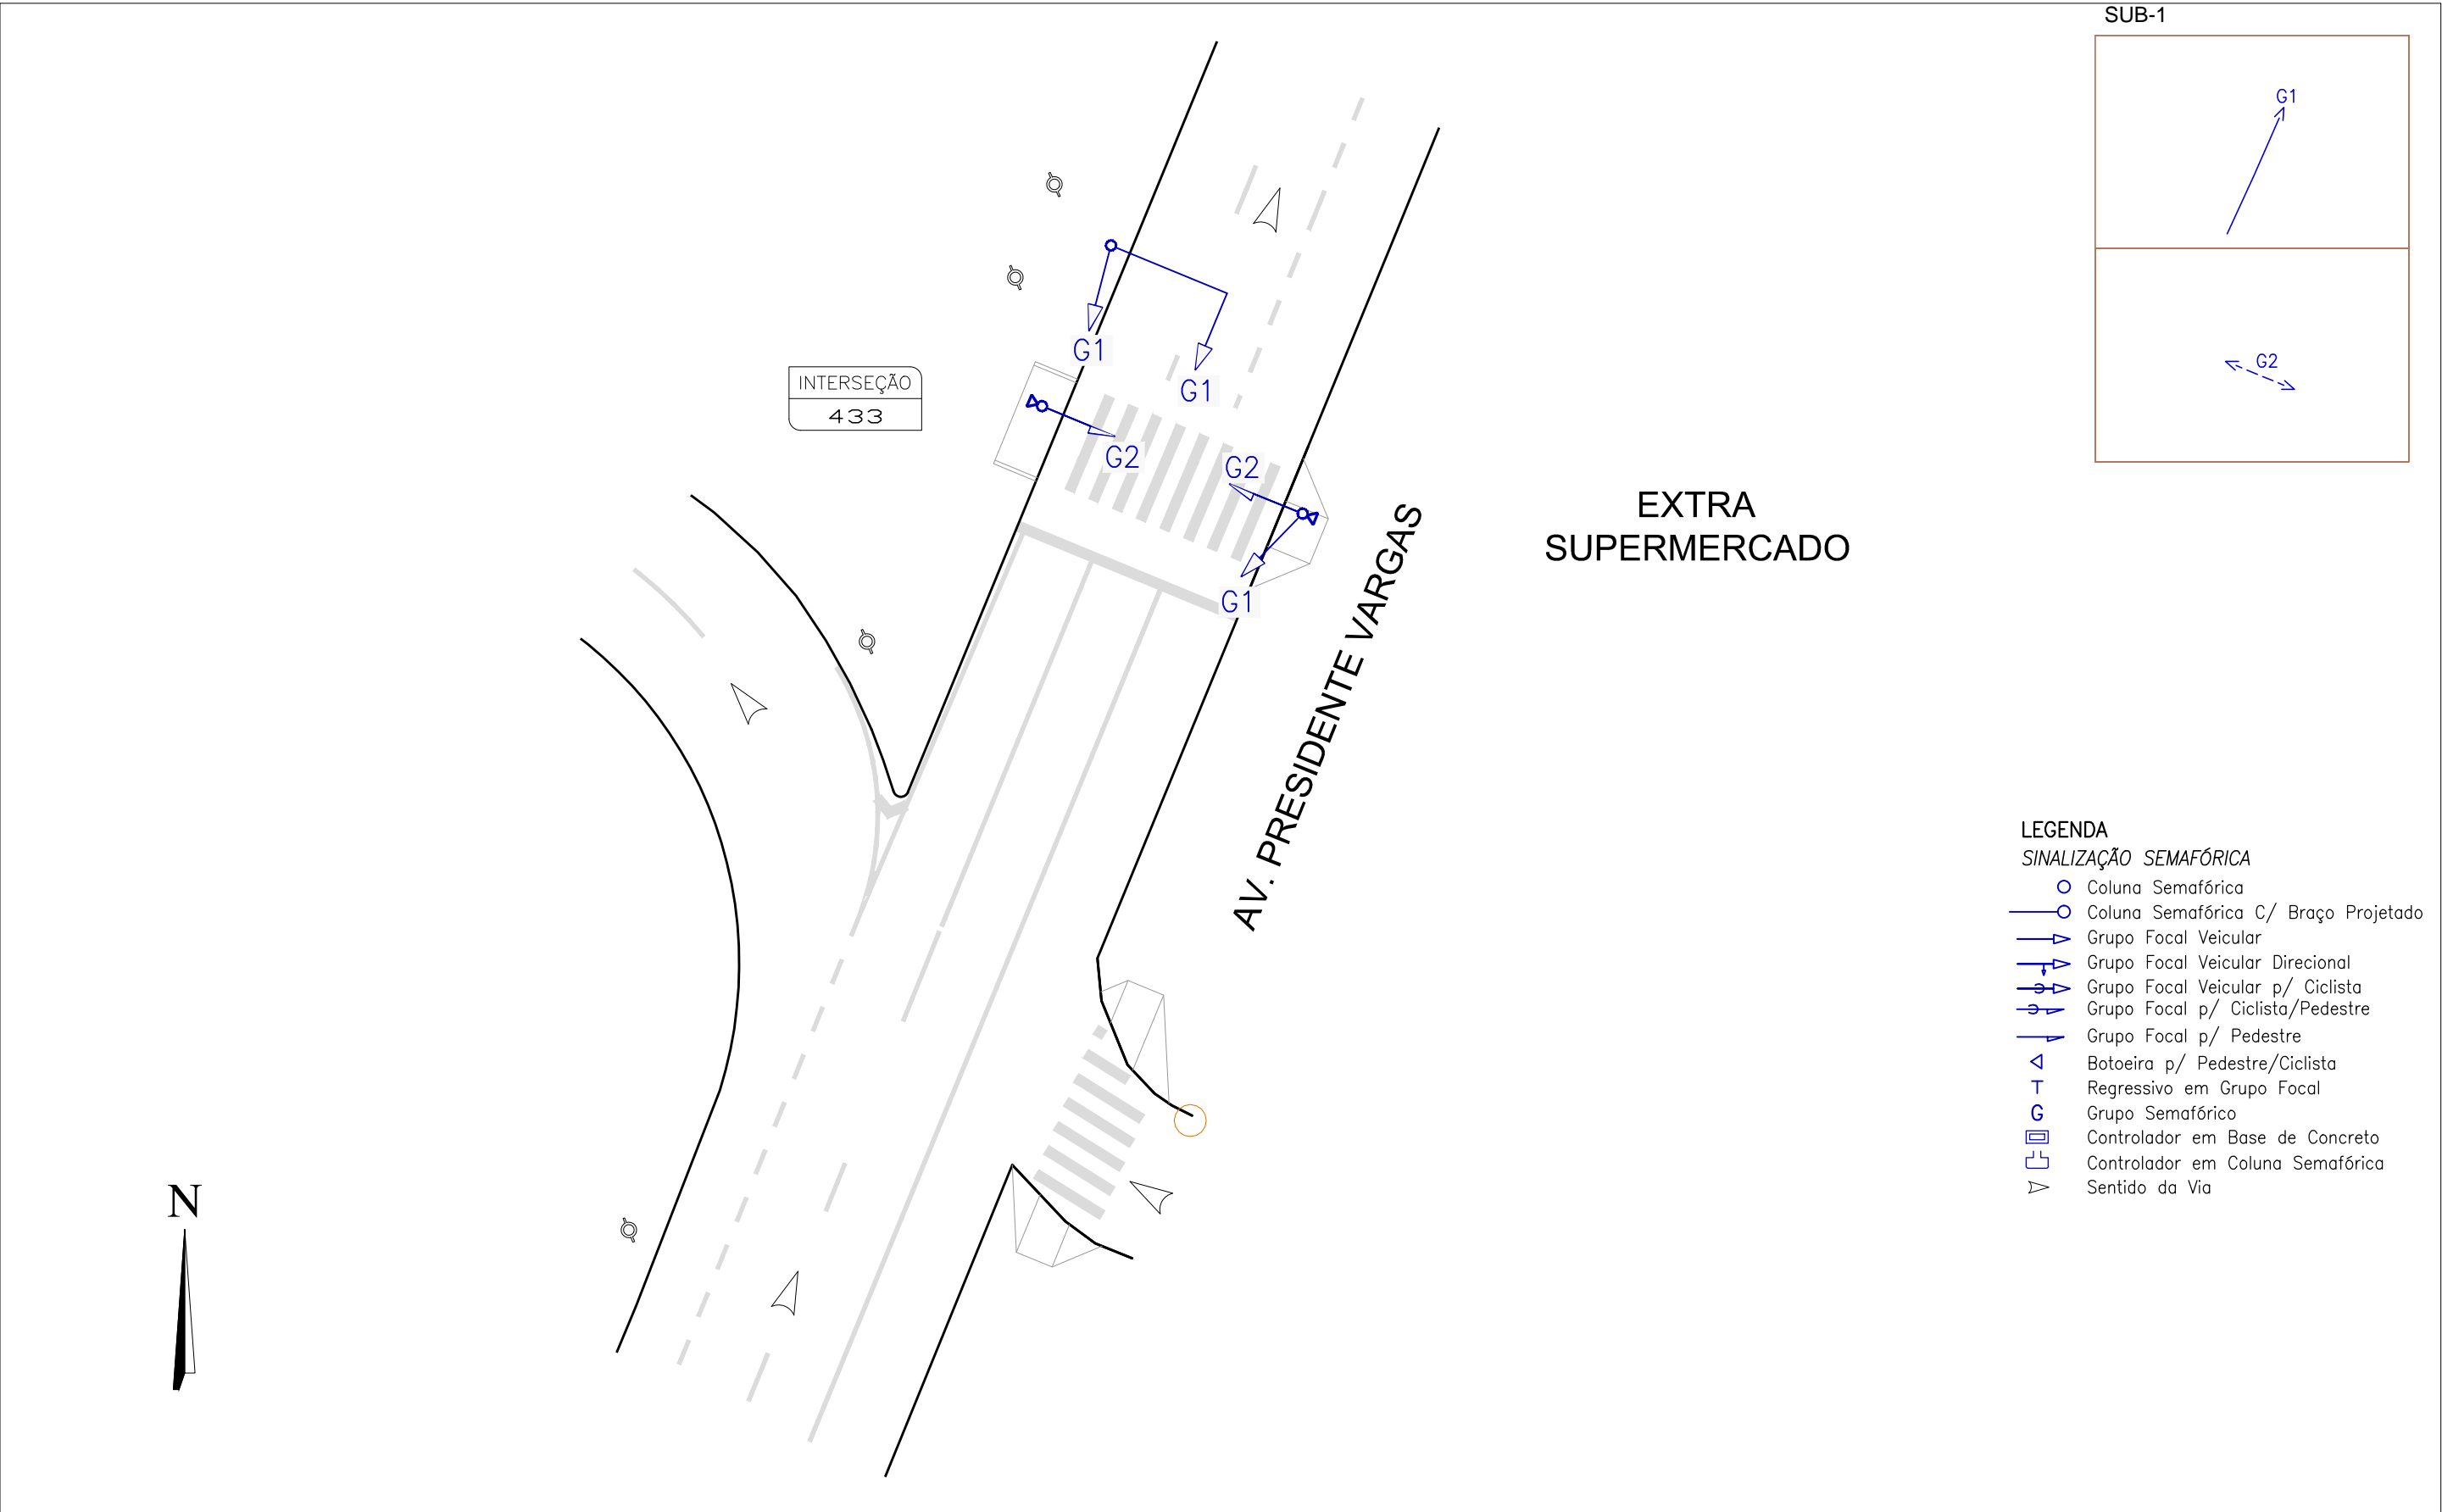 SUB-1
G1
G2
G1
G1
INTERSEÇÃO
433
G2
G2
G1
EXTRA
SUPERMERCADO
AV. PRESIDENTE VARGAS
LEGENDA
SINALIZAÇÃO SEMAFÓRICA
Coluna Semafórica
Coluna Semafórica C/ Braço Projetado
Grupo Focal Veicular
Grupo Focal Veicular Direcional
Grupo Focal Veicular p/ Ciclista
Grupo Focal p/ Ciclista/Pedestre
Grupo Focal p/ Pedestre
Botoeira p/ Pedestre/Ciclista
T Regressivo em Grupo Focal
G Grupo Semafórico
Controlador em Base de Concreto
Controlador em Coluna Semafórica
Sentido da Via
N